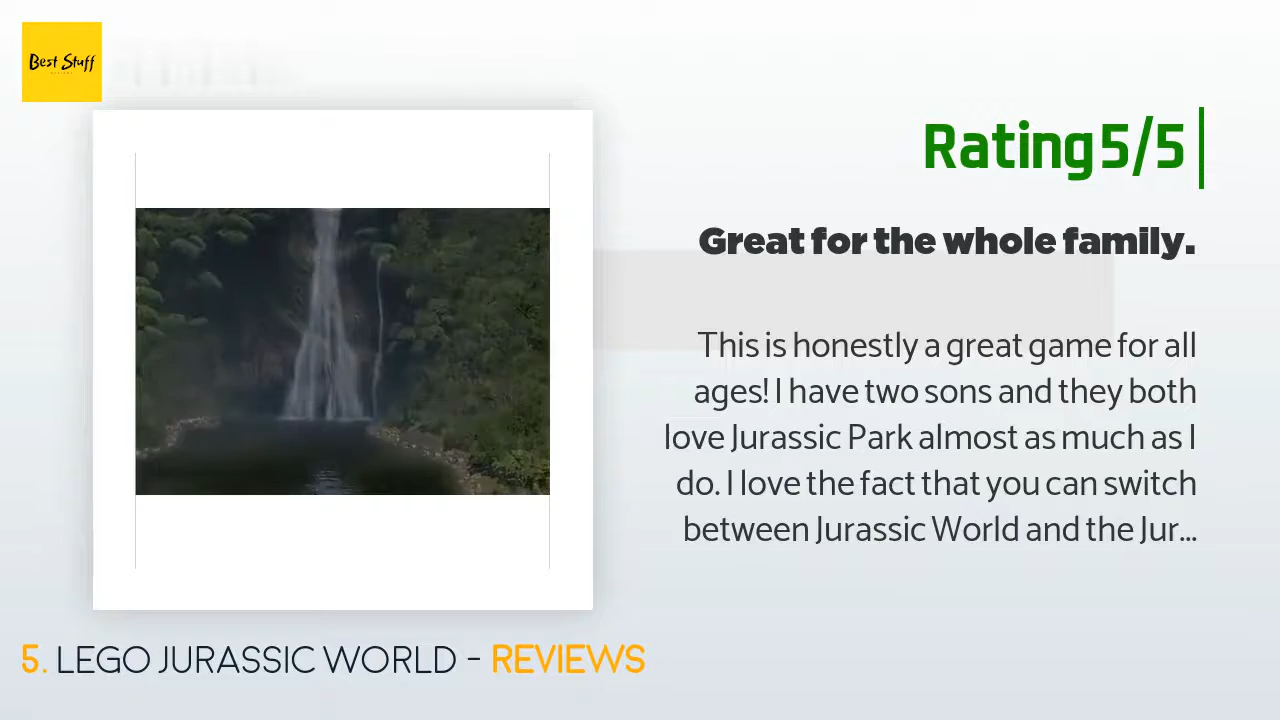 Best Stuff
Rating 5/5
Great for the whole family.
This is honestly a great game for all
ages! I have two sons and they both
love Jurassic Park almost as much as I
do. I love the fact that you can switch
between Jurassic World and the Jur...
5. LEGO JURASSIC WORLD - REVIEWS